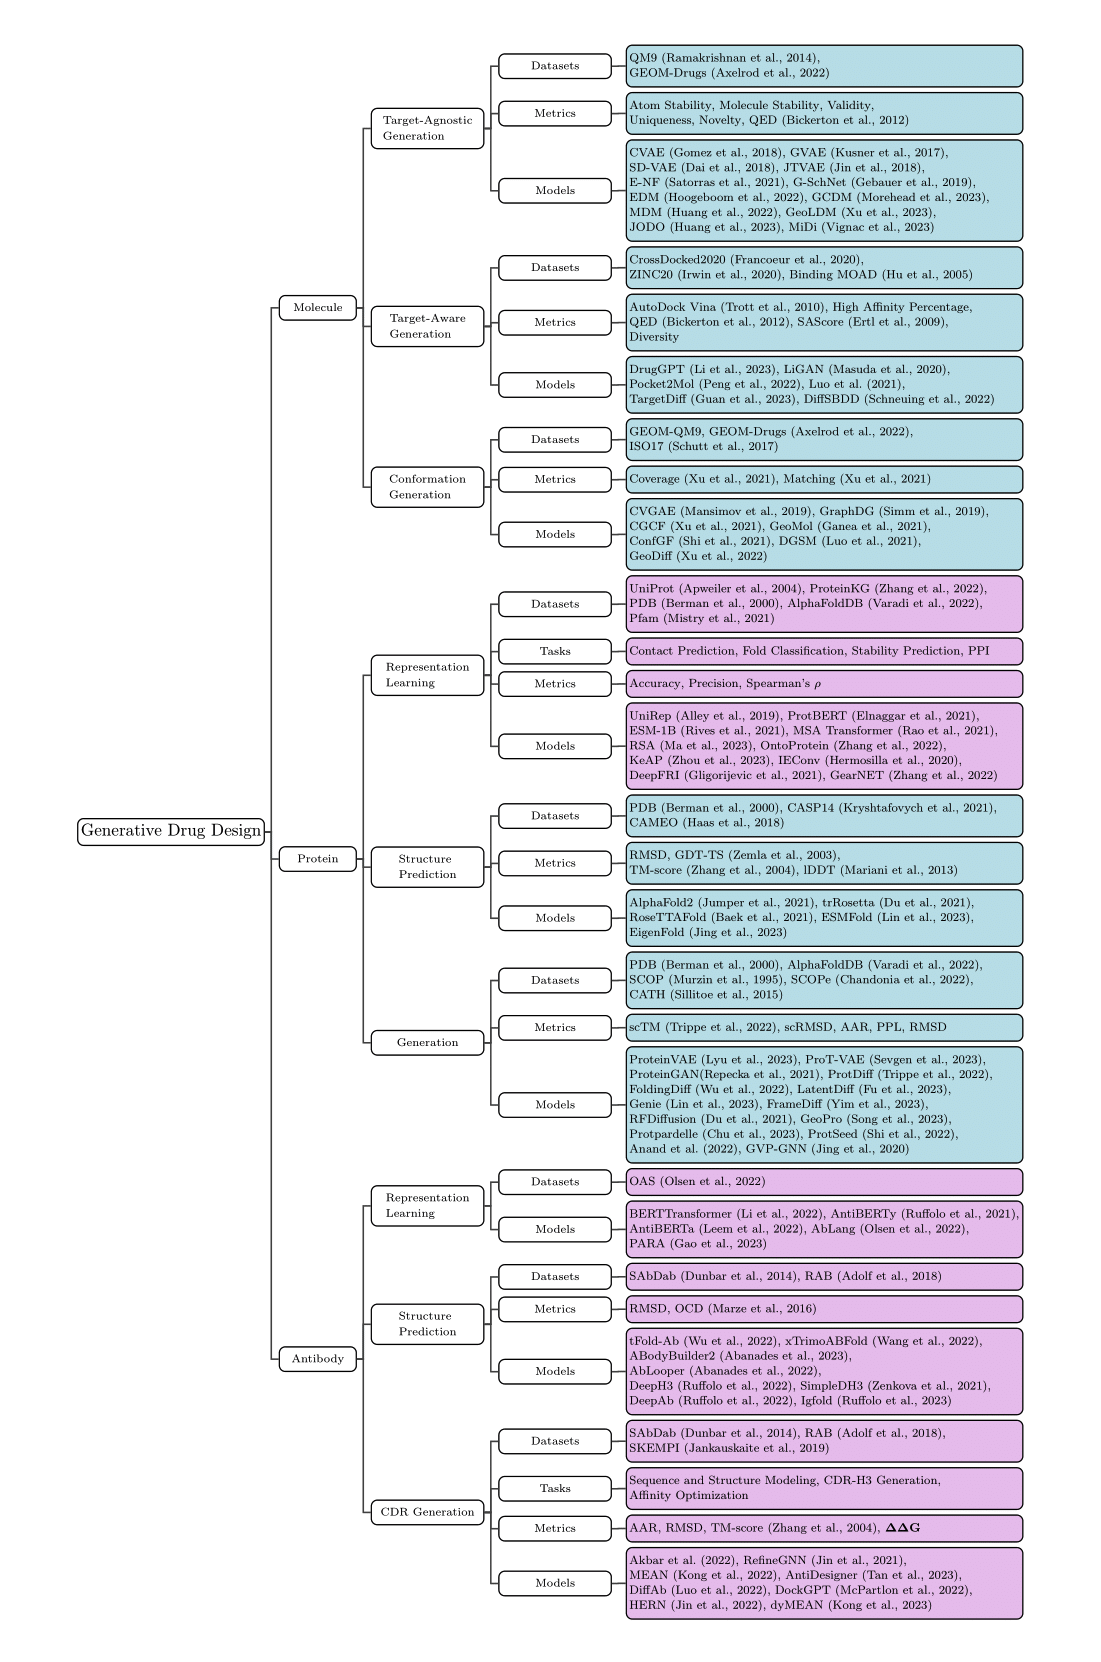 Generative Drug Design
Molecule
Target-Agnostic
Generation
Datasets
QM9 (Ramakrishnan et al., 2014),
GEOM-Drugs (Axelrod et al., 2022)
Metrics
Atom Stability, Molecule Stability, Validity,
Uniqueness, Novelty, QED (Bickerton et al., 2012)
Models
CVAE (Gomez et al., 2018), GVAE (Kusner et al., 2017),
SD-VAE (Dai et al., 2018), JTVAE (Jin et al., 2018),
E-NF (Satorras et al., 2021), G-SchNet (Gebauer et al., 2019),
EDM (Hoogeboom et al., 2022), GCDM (Morehead et al., 2023),
MDM (Huang et al., 2022), GeoLDM (Xu et al., 2023),
JODO (Huang et al., 2023), MiDi (Vignac et al., 2023)
Target-Aware
Generation
Datasets
CrossDocked2020 (Francoeur et al., 2020),
ZINC20 (Irwin et al., 2020), Binding MOAD (Hu et al., 2005)
Metrics
AutoDock Vina (Trott et al., 2010), High Affinity Percentage,
QED (Bickerton et al., 2012), SAScore (Ertl et al., 2009),
Diversity
Models
DrugGPT (Li et al., 2023), LiGAN (Masuda et al., 2020),
Pocket2Mol (Peng et al., 2022), Luo et al. (2021),
TargetDiff (Guan et al., 2023), DiffSBDD (Schneuing et al., 2022)
Conformation
Generation
Datasets
GEOM-QM9, GEOM-Drugs (Axelrod et al., 2022),
ISO17 (Schutt et al., 2017)
Metrics
Coverage (Xu et al., 2021), Matching (Xu et al., 2021)
Models
CVGAE (Mansimov et al., 2019), GraphDG (Simm et al., 2019),
CGCF (Xu et al., 2021), GeoMol (Ganea et al., 2021),
ConfGF (Shi et al., 2021), DGSM (Luo et al., 2021),
GeoDiff (Xu et al., 2022)
Protein
Representation
Learning
Datasets
UniProt (Apweiler et al., 2004), ProteinKG (Zhang et al., 2022),
PDB (Berman et al., 2000), AlphaFoldDB (Varadi et al., 2022),
Pfam (Mistry et al., 2021)
Tasks
Contact Prediction, Fold Classification, Stability Prediction, PPI
Metrics
Accuracy, Precision, Spearman's ρ
Models
UniRep (Alley et al., 2019), ProtBERT (Elnaggar et al., 2021),
ESM-1B (Rives et al., 2021), MSA Transformer (Rao et al., 2021),
RSA (Ma et al., 2023), OntoProtein (Zhang et al., 2022),
KeAP (Zhou et al., 2023), IEConv (Hermosilla et al., 2020),
DeepFRI (Gligorijevic et al., 2021), GearNET (Zhang et al., 2022)
Structure
Prediction
Datasets
PDB (Berman et al., 2000), CASP14 (Kryshtafovych et al., 2021),
CAMEO (Haas et al., 2018)
Metrics
RMSD, GDT-TS (Zemla et al., 2003),
TM-score (Zhang et al., 2004), lDDT (Mariani et al., 2013)
Models
AlphaFold2 (Jumper et al., 2021), trRosetta (Du et al., 2021),
RoseTTAFold (Baek et al., 2021), ESMFold (Lin et al., 2023),
EigenFold (Jing et al., 2023)
Generation
Datasets
PDB (Berman et al., 2000), AlphaFoldDB (Varadi et al., 2022),
SCOP (Murzin et al., 1995), SCOPe (Chandonia et al., 2022),
CATH (Sillitoe et al., 2015)
Metrics
scTM (Trippe et al., 2022), scRMSD, AAR, PPL, RMSD
Models
ProteinVAE (Lyu et al., 2023), ProT-VAE (Sevgen et al., 2023),
ProteinGAN(Repecka et al., 2021), ProtDiff (Trippe et al., 2022),
FoldingDiff (Wu et al., 2022), LatentDiff (Fu et al., 2023),
Genie (Lin et al., 2023), FrameDiff (Yim et al., 2023),
RFDiffusion (Du et al., 2021), GeoPro (Song et al., 2023),
Protpardelle (Chu et al., 2023), ProtSeed (Shi et al., 2022),
Anand et al. (2022), GVP-GNN (Jing et al., 2020)
Antibody
Representation
Learning
Datasets
OAS (Olsen et al., 2022)
Models
BERTTransformer (Li et al., 2022), AntiBERTy (Ruffolo et al., 2021),
AntiBERTa (Leem et al., 2022), AbLang (Olsen et al., 2022),
PARA (Gao et al., 2023)
Structure
Prediction
Datasets
SAbDab (Dunbar et al., 2014), RAB (Adolf et al., 2018)
Metrics
RMSD, OCD (Marze et al., 2016)
Models
tFold-Ab (Wu et al., 2022), xTrimoABFold (Wang et al., 2022),
ABodyBuilder2 (Abanades et al., 2023),
AbLooper (Abanades et al., 2022),
DeepH3 (Ruffolo et al., 2022), SimpleDH3 (Zenkova et al., 2021),
DeepAb (Ruffolo et al., 2022), Igfold (Ruffolo et al., 2023)
CDR Generation
Datasets
SAbDab (Dunbar et al., 2014), RAB (Adolf et al., 2018),
SKEMPI (Jankauskaite et al., 2019)
Tasks
Sequence and Structure Modeling, CDR-H3 Generation,
Affinity Optimization
Metrics
AAR, RMSD, TM-score (Zhang et al., 2004), ΔΔG
Models
Akbar et al. (2022), RefineGNN (Jin et al., 2021),
MEAN (Kong et al., 2022), AntiDesigner (Tan et al., 2023),
DiffAb (Luo et al., 2022), DockGPT (McPartlon et al., 2022),
HERN (Jin et al., 2022), dyMEAN (Kong et al., 2023)